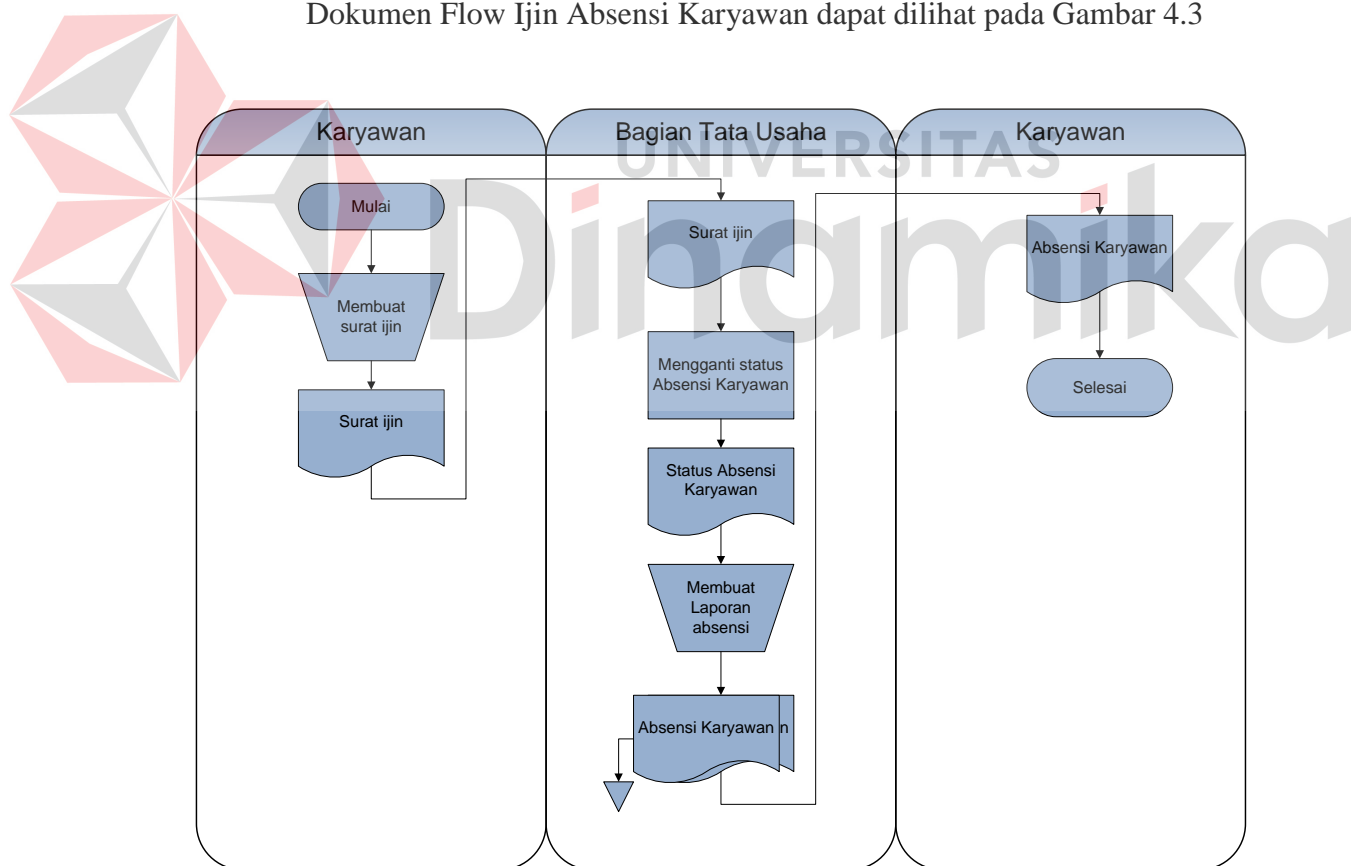 Dokumen Flow Ijin Absensi Karyawan dapat dilihat pada Gambar 4.3
Karyawan
Bagian Tata Usaha
Karyawan
UNIVERSITAS
Dinamika
Mulai
Membuat
surat ijin
Surat ijin
Surat ijin
Mengganti status
Absensi Karyawan
Status Absensi
Karyawan
Membuat
Laporan
absensi
Absensi Karyawan
n
Absensi Karyawan
Selesai